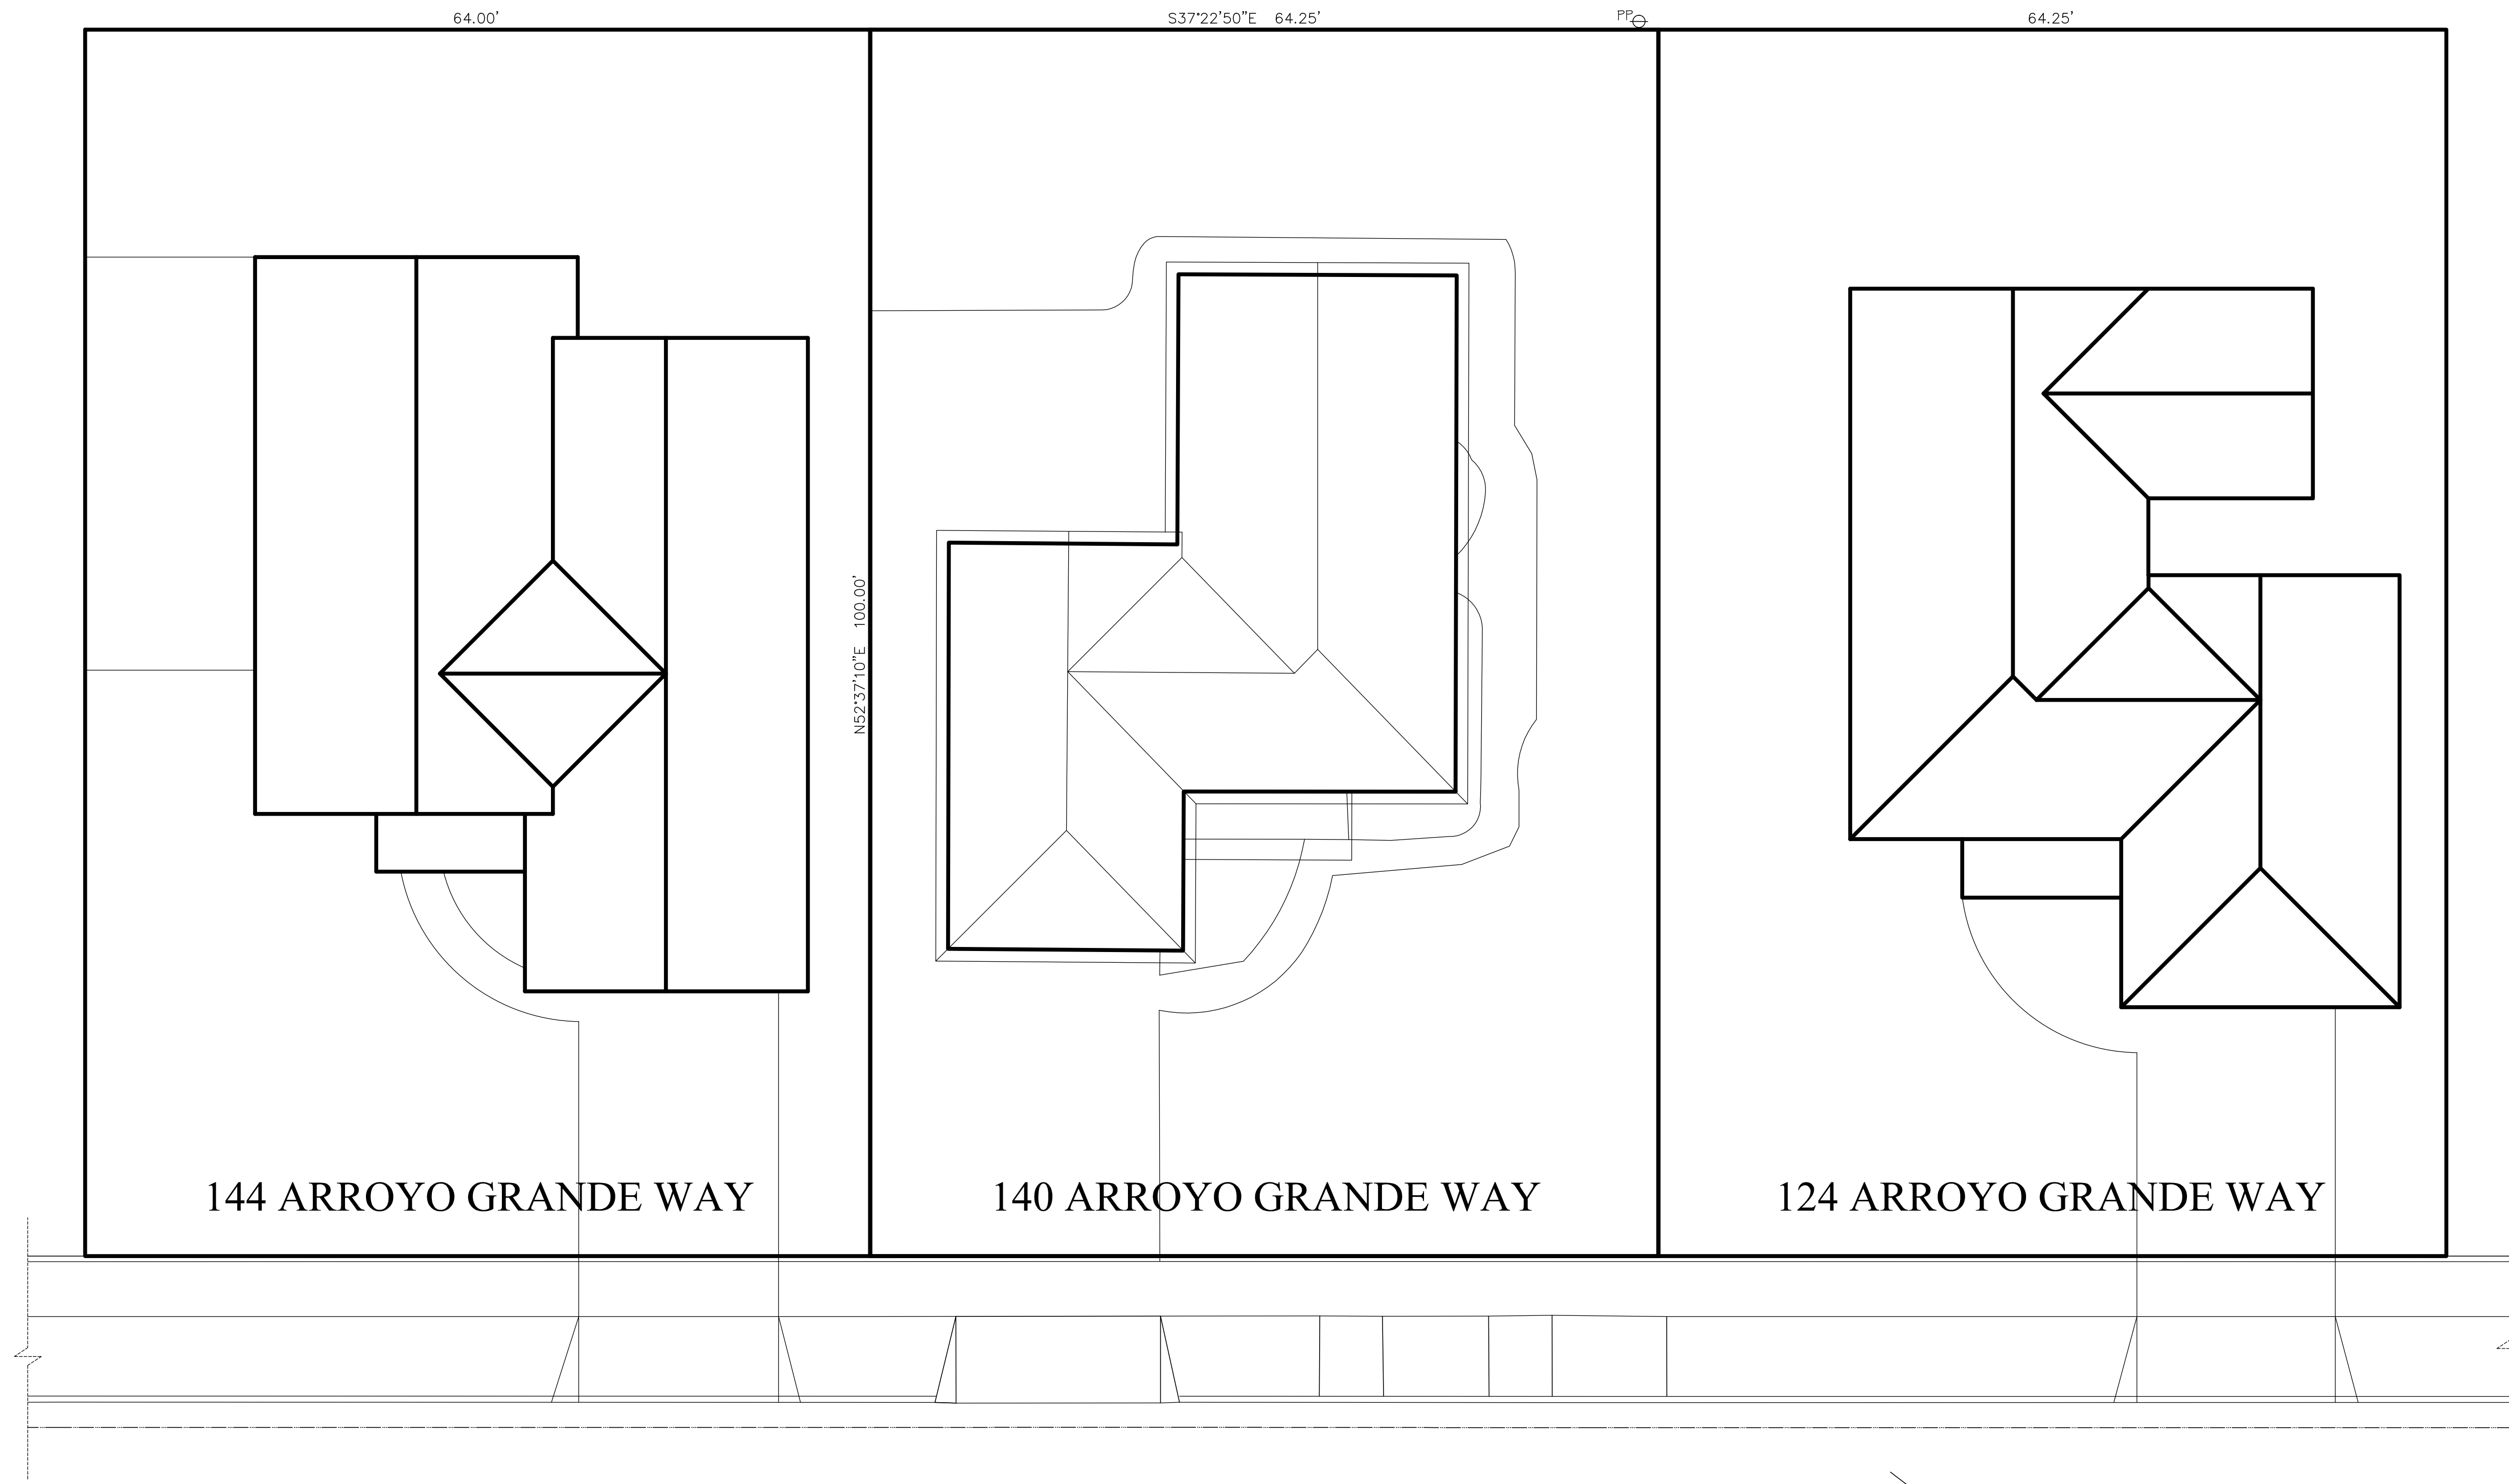 64.00'
S37°22'50"E 64.25'
PP
64.25'
N52°37'10"E 100.00'
144 ARROYO GRANDE WAY
140 ARROYO GRANDE WAY
124 ARROYO GRANDE WAY